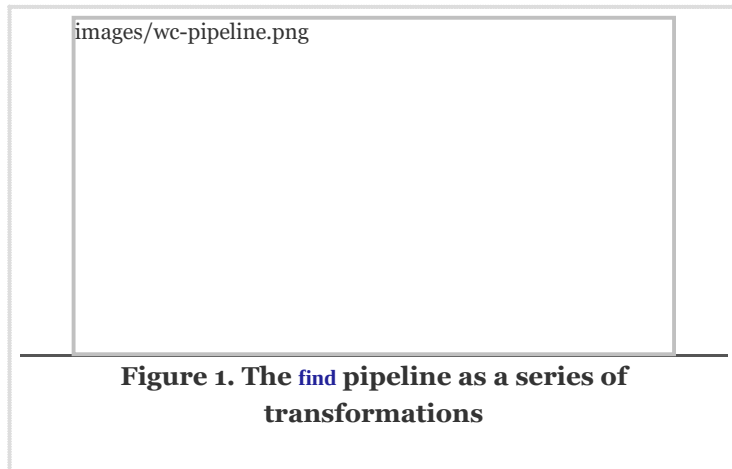 images/wc-pipeline.png
Figure 1. The find pipeline as a series of
transformations